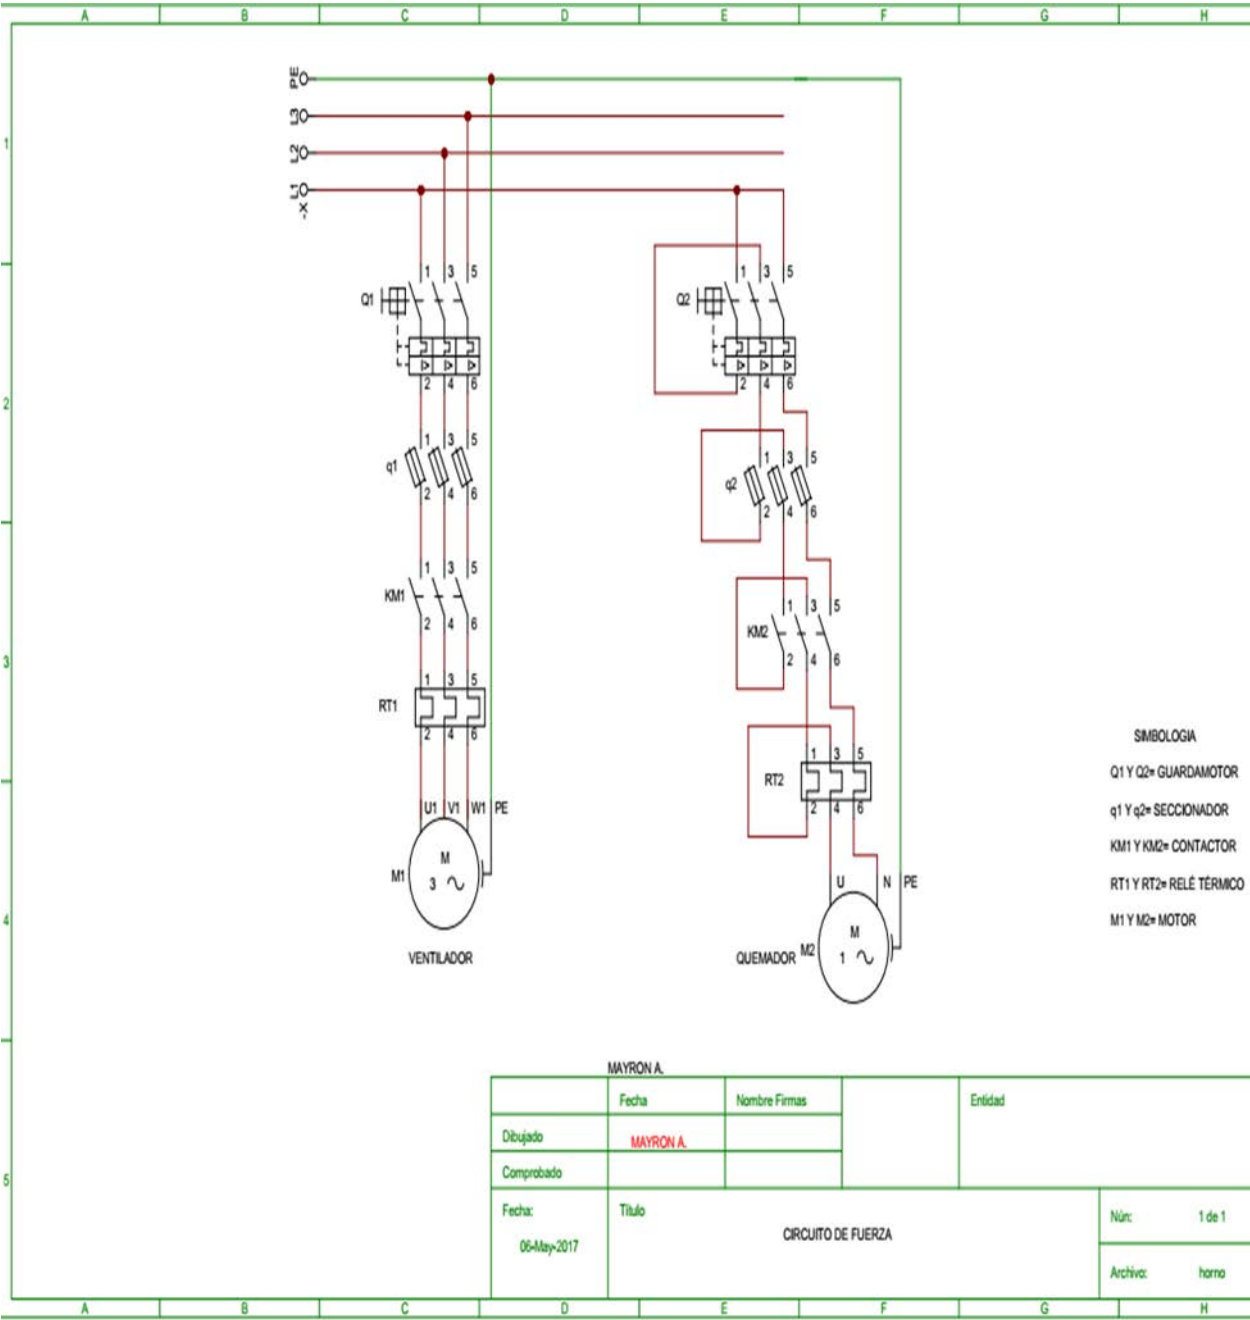 A B C D E F G H
1
2
3
4
5
PE
L3
L2
L1
-X
1 3 5
Q1
2 4 6
1 3 5
q1
2 4 6
1 3 5
KM1
2 4 6
1 3 5
RT1
2 4 6
U1 V1 W1 PE
M1
M
3
VENTILADOR
1 3 5
Q2
2 4 6
1 3 5
q2
2 4 6
1 3 5
KM2
2 4 6
1 3 5
RT2
2 4 6
U N PE
M2
M
1
QUEMADOR
SIMBOLOGIA
Q1 Y Q2= GUARDAMOTOR
q1 Y q2= SECCIONADOR
KM1 Y KM2= CONTACTOR
RT1 Y RT2= RELÉ TÉRMICO
M1 Y M2= MOTOR
MAYRON A.
Fecha Nombre Firmas Entidad
Dibujado MAYRON A.
Comprobado
Fecha: Título
06-May-2017
CIRCUITO DE FUERZA
Nún: 1 de 1
Archivo: horno
A B C D E F G H